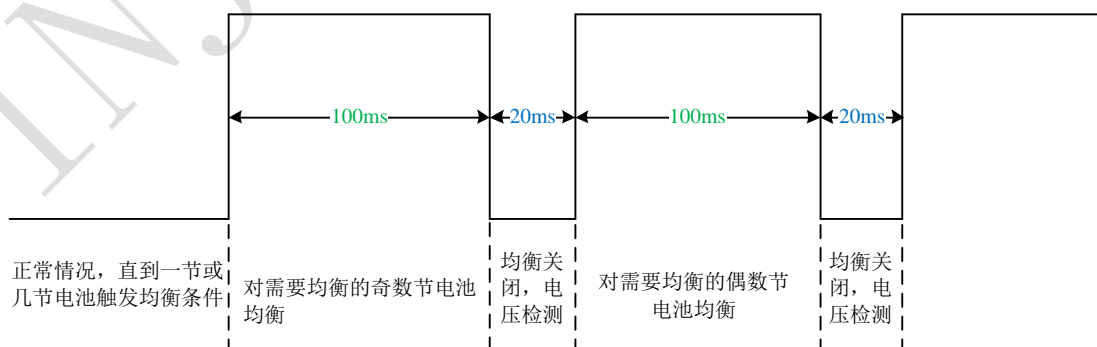 100ms
20ms
100ms
20ms
正常情况，直到一节或
几节电池触发均衡条件
对需要均衡的奇数节电池
均衡
均衡关
闭，电
压检测
对需要均衡的偶数节
电池均衡
均衡关
闭，电
压检测